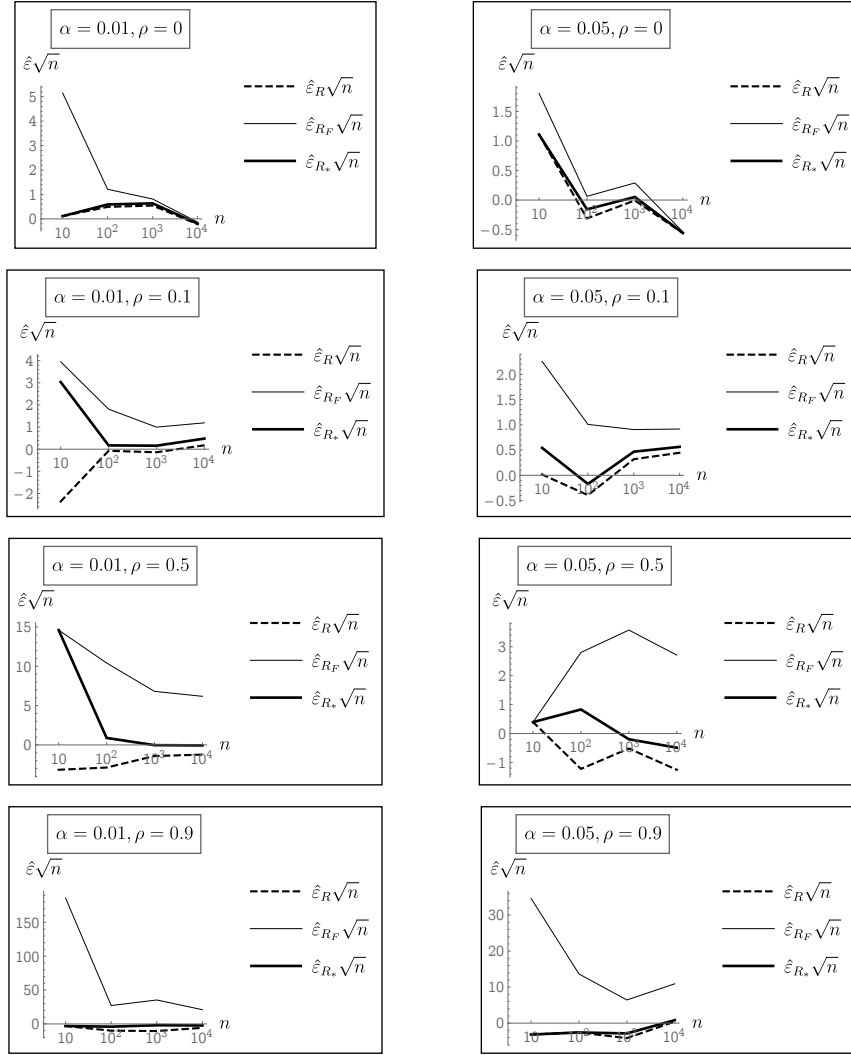 α = 0.01, ρ = 0
ε̂√n
ε̂_R√n
ε̂_{R_F}√n
ε̂_{R_*}√n
5
4
3
2
1
0
10
10²
10³
10⁴
n
α = 0.05, ρ = 0
ε̂√n
ε̂_R√n
ε̂_{R_F}√n
ε̂_{R_*}√n
1.5
1.0
0.5
0.0
−0.5
10
10²
10³
10⁴
n
α = 0.01, ρ = 0.1
ε̂√n
ε̂_R√n
ε̂_{R_F}√n
ε̂_{R_*}√n
4
3
2
1
0
−1
−2
10
10²
10³
10⁴
n
α = 0.05, ρ = 0.1
ε̂√n
ε̂_R√n
ε̂_{R_F}√n
ε̂_{R_*}√n
2.0
1.5
1.0
0.5
0.0
−0.5
10
10²
10³
10⁴
n
α = 0.01, ρ = 0.5
ε̂√n
ε̂_R√n
ε̂_{R_F}√n
ε̂_{R_*}√n
15
10
5
0
10
10²
10³
10⁴
n
α = 0.05, ρ = 0.5
ε̂√n
ε̂_R√n
ε̂_{R_F}√n
ε̂_{R_*}√n
3
2
1
0
−1
10
10²
10³
10⁴
n
α = 0.01, ρ = 0.9
ε̂√n
ε̂_R√n
ε̂_{R_F}√n
ε̂_{R_*}√n
150
100
50
0
10
10²
10³
10⁴
n
α = 0.05, ρ = 0.9
ε̂√n
ε̂_R√n
ε̂_{R_F}√n
ε̂_{R_*}√n
30
20
10
0
10
10²
10³
10⁴
n